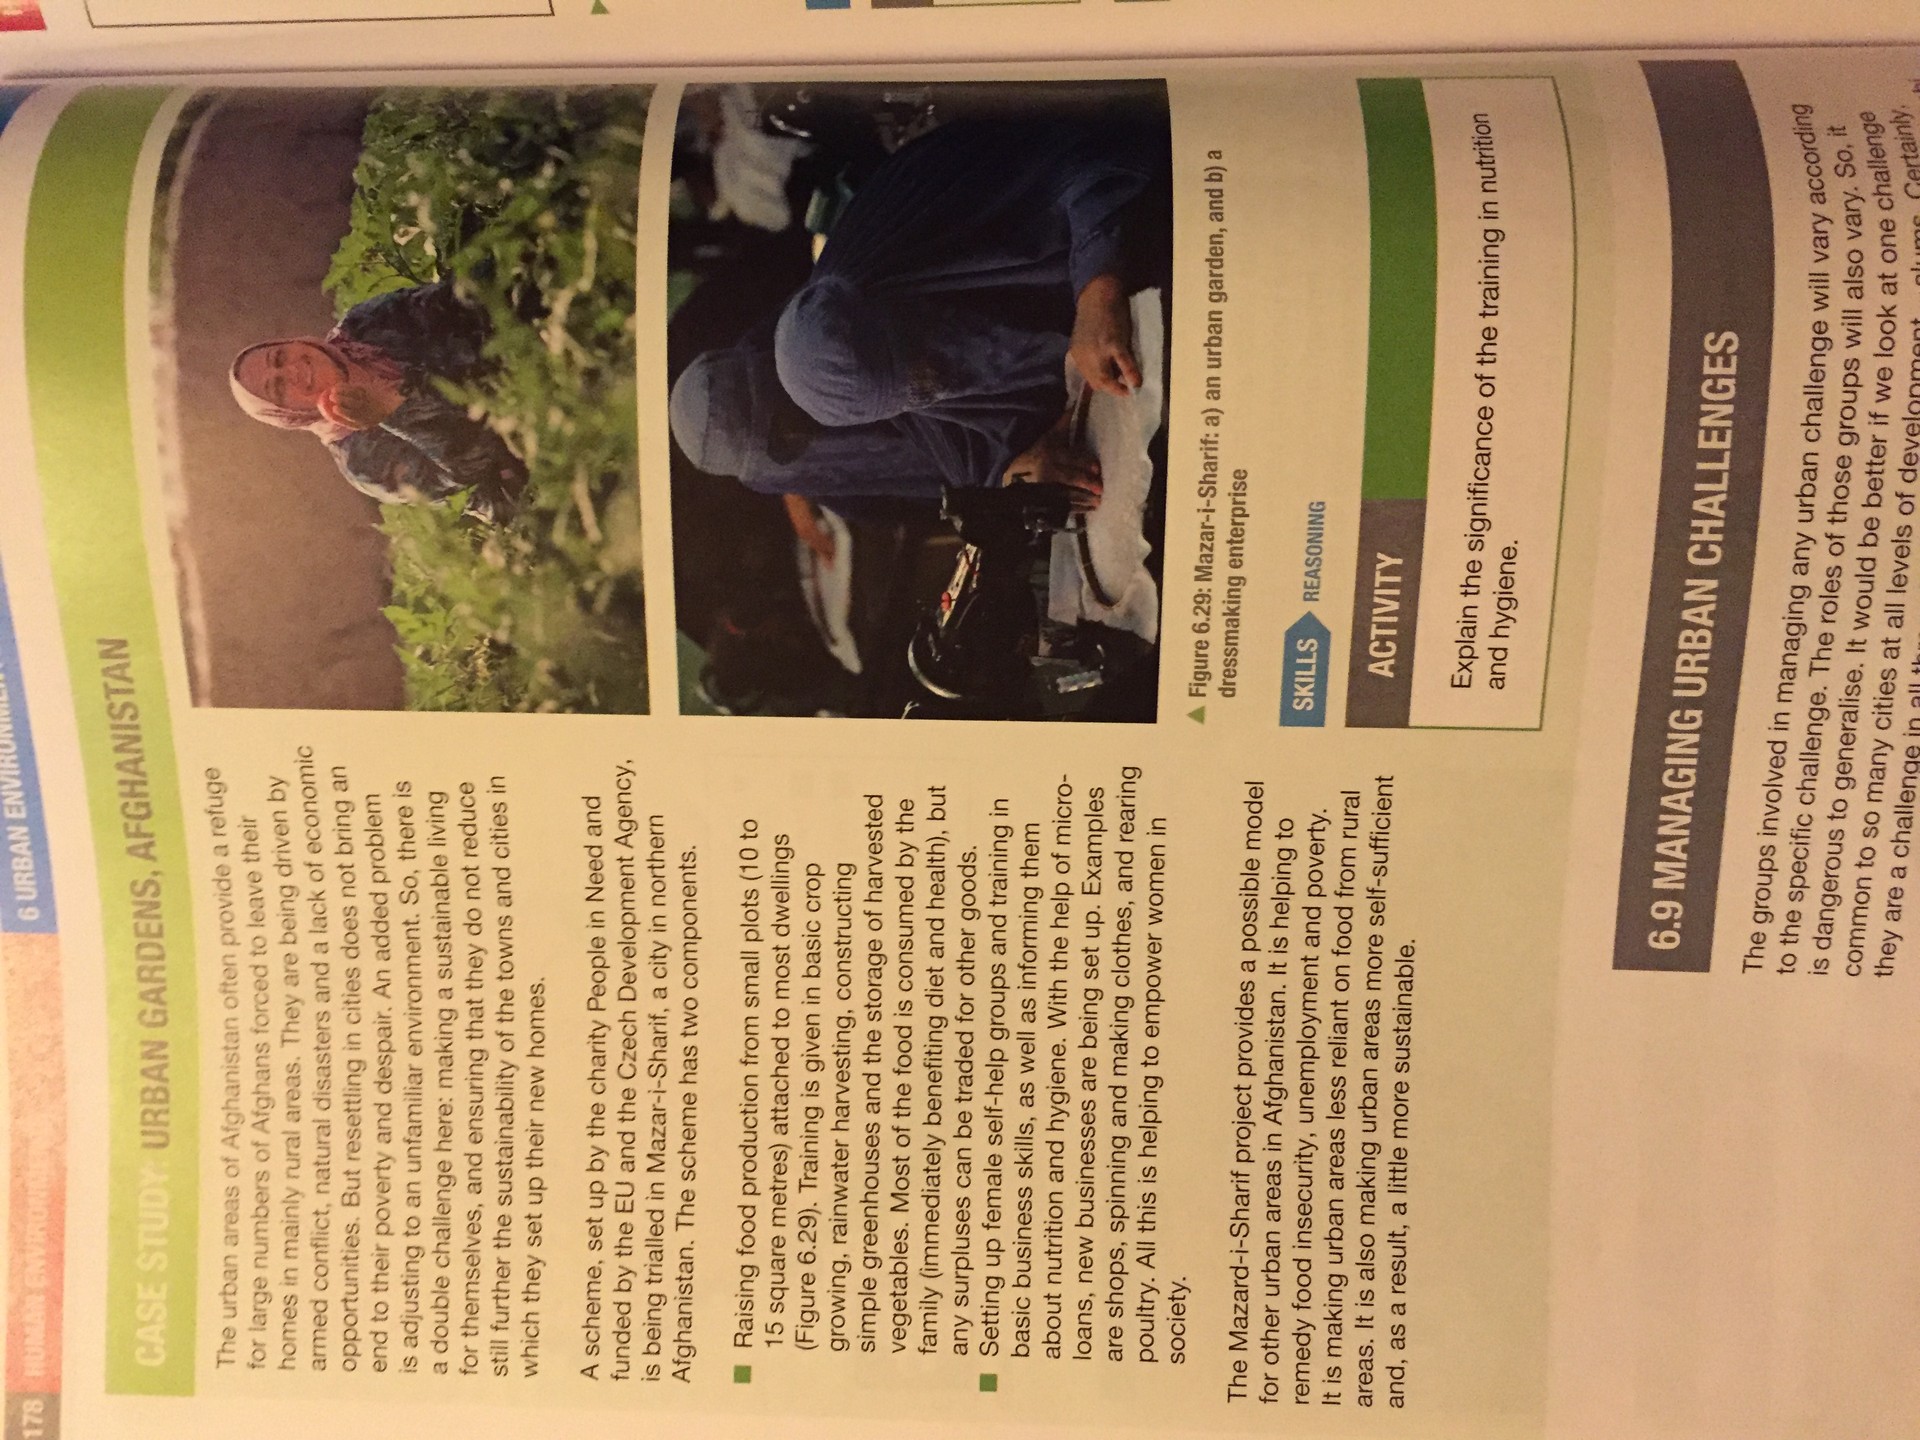 178
HUMAN ENVIRONMENTS
6 URBAN ENVIRONMENTS
CASE STUDY: URBAN GARDENS, AFGHANISTAN
The urban areas of Afghanistan often provide a refuge
for large numbers of Afghans forced to leave their
homes in mainly rural areas. They are being driven by
armed conflict, natural disasters and a lack of economic
opportunities. But resettling in cities does not bring an
end to their poverty and despair. An added problem
is adjusting to an unfamiliar environment. So, there is
a double challenge here: making a sustainable living
for themselves, and ensuring that they do not reduce
still further the sustainability of the towns and cities in
which they set up their new homes.
A scheme, set up by the charity People in Need and
funded by the EU and the Czech Development Agency,
is being trialled in Mazar-i-Sharif, a city in northern
Afghanistan. The scheme has two components.
■ Raising food production from small plots (10 to
15 square metres) attached to most dwellings
(Figure 6.29). Training is given in basic crop
growing, rainwater harvesting, constructing
simple greenhouses and the storage of harvested
vegetables. Most of the food is consumed by the
family (immediately benefiting diet and health), but
any surpluses can be traded for other goods.
■ Setting up female self-help groups and training in
basic business skills, as well as informing them
about nutrition and hygiene. With the help of micro-
loans, new businesses are being set up. Examples
are shops, spinning and making clothes, and rearing
poultry. All this is helping to empower women in
society.
The Mazard-i-Sharif project provides a possible model
for other urban areas in Afghanistan. It is helping to
remedy food insecurity, unemployment and poverty.
It is making urban areas less reliant on food from rural
areas. It is also making urban areas more self-sufficient
and, as a result, a little more sustainable.
▲ Figure 6.29: Mazar-i-Sharif: a) an urban garden, and b) a
dressmaking enterprise
SKILLS REASONING
ACTIVITY
Explain the significance of the training in nutrition
and hygiene.
6.9 MANAGING URBAN CHALLENGES
The groups involved in managing any urban challenge will vary according
to the specific challenge. The roles of those groups will also vary. So, it
is dangerous to generalise. It would be better if we look at one challenge
common to so many cities at all levels of development – slums. Certainly,
they are a challenge in all